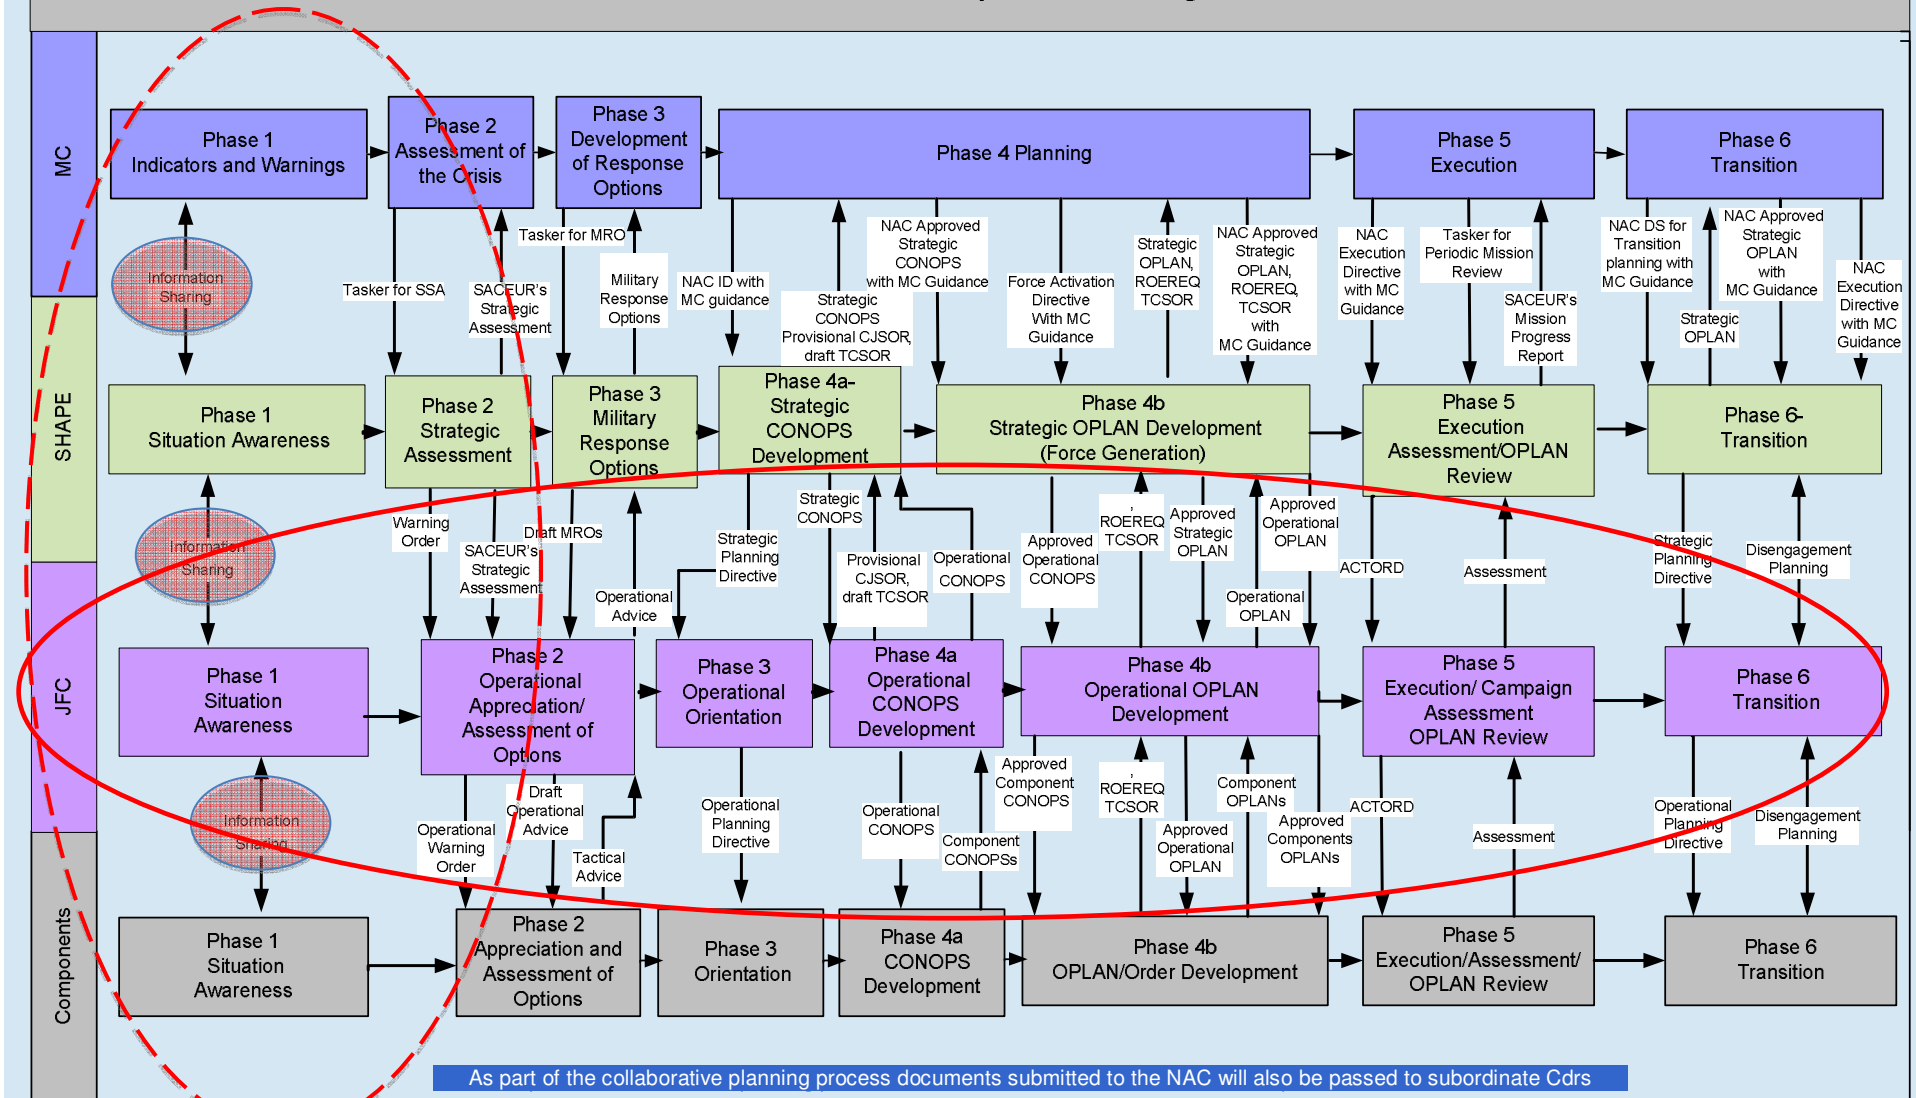 MC
Phase 1
Indicators and Warnings
Phase 2
Assessment of
the Crisis
Phase 3
Development
of Response
Options
Phase 4 Planning
Phase 5
Execution
Phase 6
Transition
Information
Sharing
Tasker for SSA
SACEUR's
Strategic
Assessment
Tasker for MRO
Military
Response
Options
NAC ID with
MC guidance
Strategic
CONOPS
Provisional CJSOR,
draft TCSOR
NAC Approved
Strategic
CONOPS
with MC Guidance
Force Activation
Directive
With MC
Guidance
Strategic
OPLAN,
ROEREQ
TCSOR
NAC Approved
Strategic
OPLAN,
ROEREQ,
TCSOR
with
MC Guidance
NAC
Execution
Directive
with MC
Guidance
Tasker for
Periodic Mission
Review
SACEUR's
Mission
Progress
Report
NAC DS for
Transition
planning with
MC Guidance
Strategic
OPLAN
NAC Approved
Strategic
OPLAN
with
MC Guidance
NAC
Execution
Directive
with MC
Guidance
SHAPE
Phase 1
Situation Awareness
Phase 2
Strategic
Assessment
Phase 3
Military
Response
Options
Phase 4a-
Strategic
CONOPS
Development
Phase 4b
Strategic OPLAN Development
(Force Generation)
Phase 5
Execution
Assessment/OPLAN
Review
Phase 6-
Transition
Information
Sharing
Warning
Order
SACEUR's
Strategic
Assessment
Draft MROs
Operational
Advice
Strategic
Planning
Directive
Strategic
CONOPS
Provisional
CJSOR,
draft TCSOR
Operational
CONOPS
Approved
Operational
CONOPS
,
ROEREQ
TCSOR
Approved
Strategic
OPLAN
Operational
OPLAN
Approved
Operational
OPLAN
ACTORD
Assessment
Strategic
Planning
Directive
Disengagement
Planning
JFC
Phase 1
Situation
Awareness
Phase 2
Operational
Appreciation/
Assessment of
Options
Phase 3
Operational
Orientation
Phase 4a
Operational
CONOPS
Development
Phase 4b
Operational OPLAN
Development
Phase 5
Execution/ Campaign
Assessment
OPLAN Review
Phase 6
Transition
Information
Sharing
Operational
Warning
Order
Draft
Operational
Advice
Tactical
Advice
Operational
Planning
Directive
Operational
CONOPS
Component
CONOPSs
Approved
Component
CONOPS
,
ROEREQ
TCSOR
Approved
Operational
OPLAN
Component
OPLANs
Approved
Components
OPLANs
ACTORD
Assessment
Operational
Planning
Directive
Disengagement
Planning
Components
Phase 1
Situation
Awareness
Phase 2
Appreciation and
Assessment of
Options
Phase 3
Orientation
Phase 4a
CONOPS
Development
Phase 4b
OPLAN/Order Development
Phase 5
Execution/Assessment/
OPLAN Review
Phase 6
Transition
As part of the collaborative planning process documents submitted to the NAC will also be passed to subordinate Cdrs